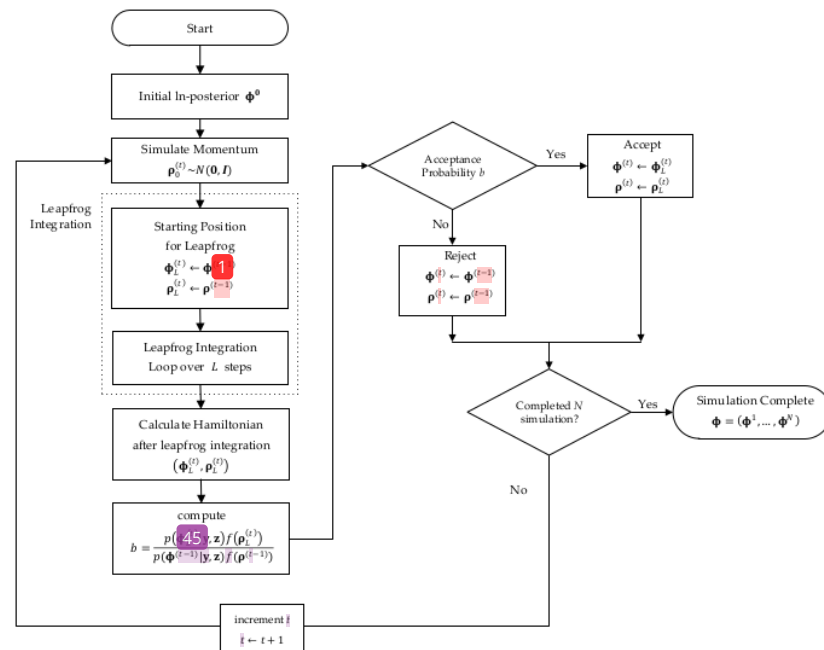 Start
Initial ln-posterior 𝛟⁰
Simulate Momentum
𝛒₀⁽ᵗ⁾~N(𝟎, 𝑰)
Leapfrog
Integration
Starting Position
for Leapfrog
𝛟_L⁽ᵗ⁾ ← 𝛟 1
𝛒_L⁽ᵗ⁾ ← 𝛒⁽ᵗ⁻¹⁾
Leapfrog Integration
Loop over L steps
Calculate Hamiltonian
after leapfrog integration
(𝛟_L⁽ᵗ⁾, 𝛒_L⁽ᵗ⁾)
compute
b = p( 45 y, 𝐳)f(𝛒_L⁽ᵗ⁾)
p(𝛟⁽ᵗ⁻¹⁾|𝐲, 𝐳)f(𝛒⁽ᵗ⁻¹⁾)
Acceptance
Probability b
Yes
Accept
𝛟⁽ᵗ⁾ ← 𝛟_L⁽ᵗ⁾
𝛒⁽ᵗ⁾ ← 𝛒_L⁽ᵗ⁾
No
Reject
𝛟⁽ᵗ⁾ ← 𝛟⁽ᵗ⁻¹⁾
𝛒⁽ᵗ⁾ ← 𝛒⁽ᵗ⁻¹⁾
Completed N
simulation?
Yes
Simulation Complete
𝛟 = (𝛟¹, ... , 𝛟ᴺ)
No
increment t
t ← t + 1